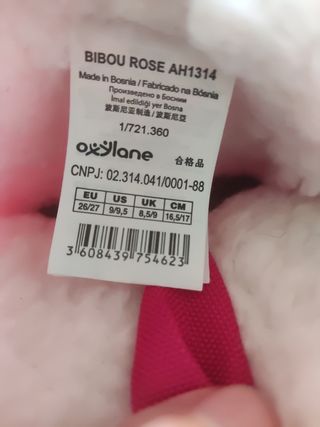 BIBOU ROSE AH1314
Made in Bosnia / Fabricado na Bósnia
Произведено в Боснии
İmal edildiği yer Bosna
波斯尼亚制造 / 波斯尼亞
1/721.360
oxylane 合格品
CNPJ: 02.314.041/0001-88
EU US UK CM
26/27 9/9,5 8,5/9 16,5/17
3 608439 754623